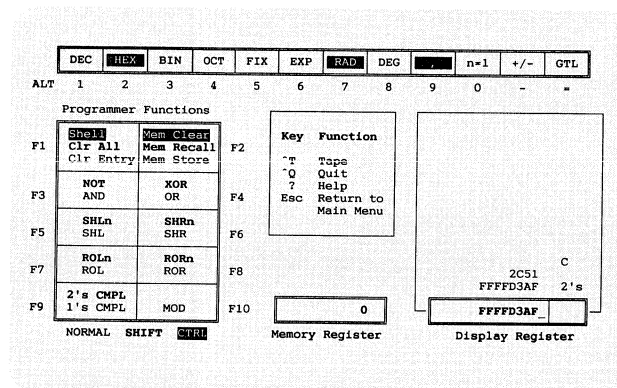 DEC HEX BIN OCT FIX EXP RAD DEG , n=1 +/- GTL
ALT 1 2 3 4 5 6 7 8 9 0 - =
Programmer Functions
F1 Shell Mem Clear F2
Clr All Mem Recall
Clr Entry Mem Store
F3 NOT XOR F4
AND OR
F5 SHLn SHRn F6
SHL SHR
F7 ROLn RORn F8
ROL ROR
F9 2's CMPL F10
1's CMPL MOD
NORMAL SHIFT CTRL
Key Function
^T Tape
^Q Quit
? Help
Esc Return to
Main Menu
0
Memory Register
C
2C51
FFFFD3AF 2's
FFFFD3AF_
Display Register